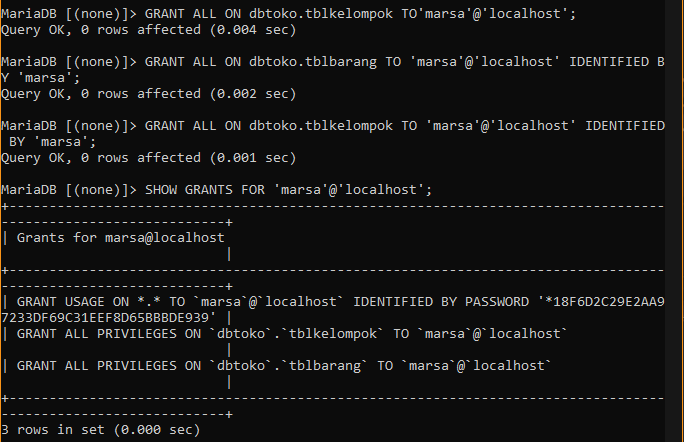 MariaDB [(none)]> GRANT ALL ON dbtoko.tblkelompok TO'marsa'@'localhost';
Query OK, 0 rows affected (0.004 sec)
MariaDB [(none)]> GRANT ALL ON dbtoko.tblbarang TO 'marsa'@'localhost' IDENTIFIED B
Y 'marsa';
Query OK, 0 rows affected (0.002 sec)
MariaDB [(none)]> GRANT ALL ON dbtoko.tblkelompok TO 'marsa'@'localhost' IDENTIFIED
 BY 'marsa';
Query OK, 0 rows affected (0.001 sec)
MariaDB [(none)]> SHOW GRANTS FOR 'marsa'@'localhost';
+----------------------------------------------------------------------------------
----------------------------+
| Grants for marsa@localhost
                            |
+----------------------------------------------------------------------------------
----------------------------+
| GRANT USAGE ON *.* TO `marsa`@`localhost` IDENTIFIED BY PASSWORD '*18F6D2C29E2AA9
7233DF69C31EEF8D65BBBDE939' |
| GRANT ALL PRIVILEGES ON `dbtoko`.`tblkelompok` TO `marsa`@`localhost`
                            |
| GRANT ALL PRIVILEGES ON `dbtoko`.`tblbarang` TO `marsa`@`localhost`
                            |
+----------------------------------------------------------------------------------
----------------------------+
3 rows in set (0.000 sec)